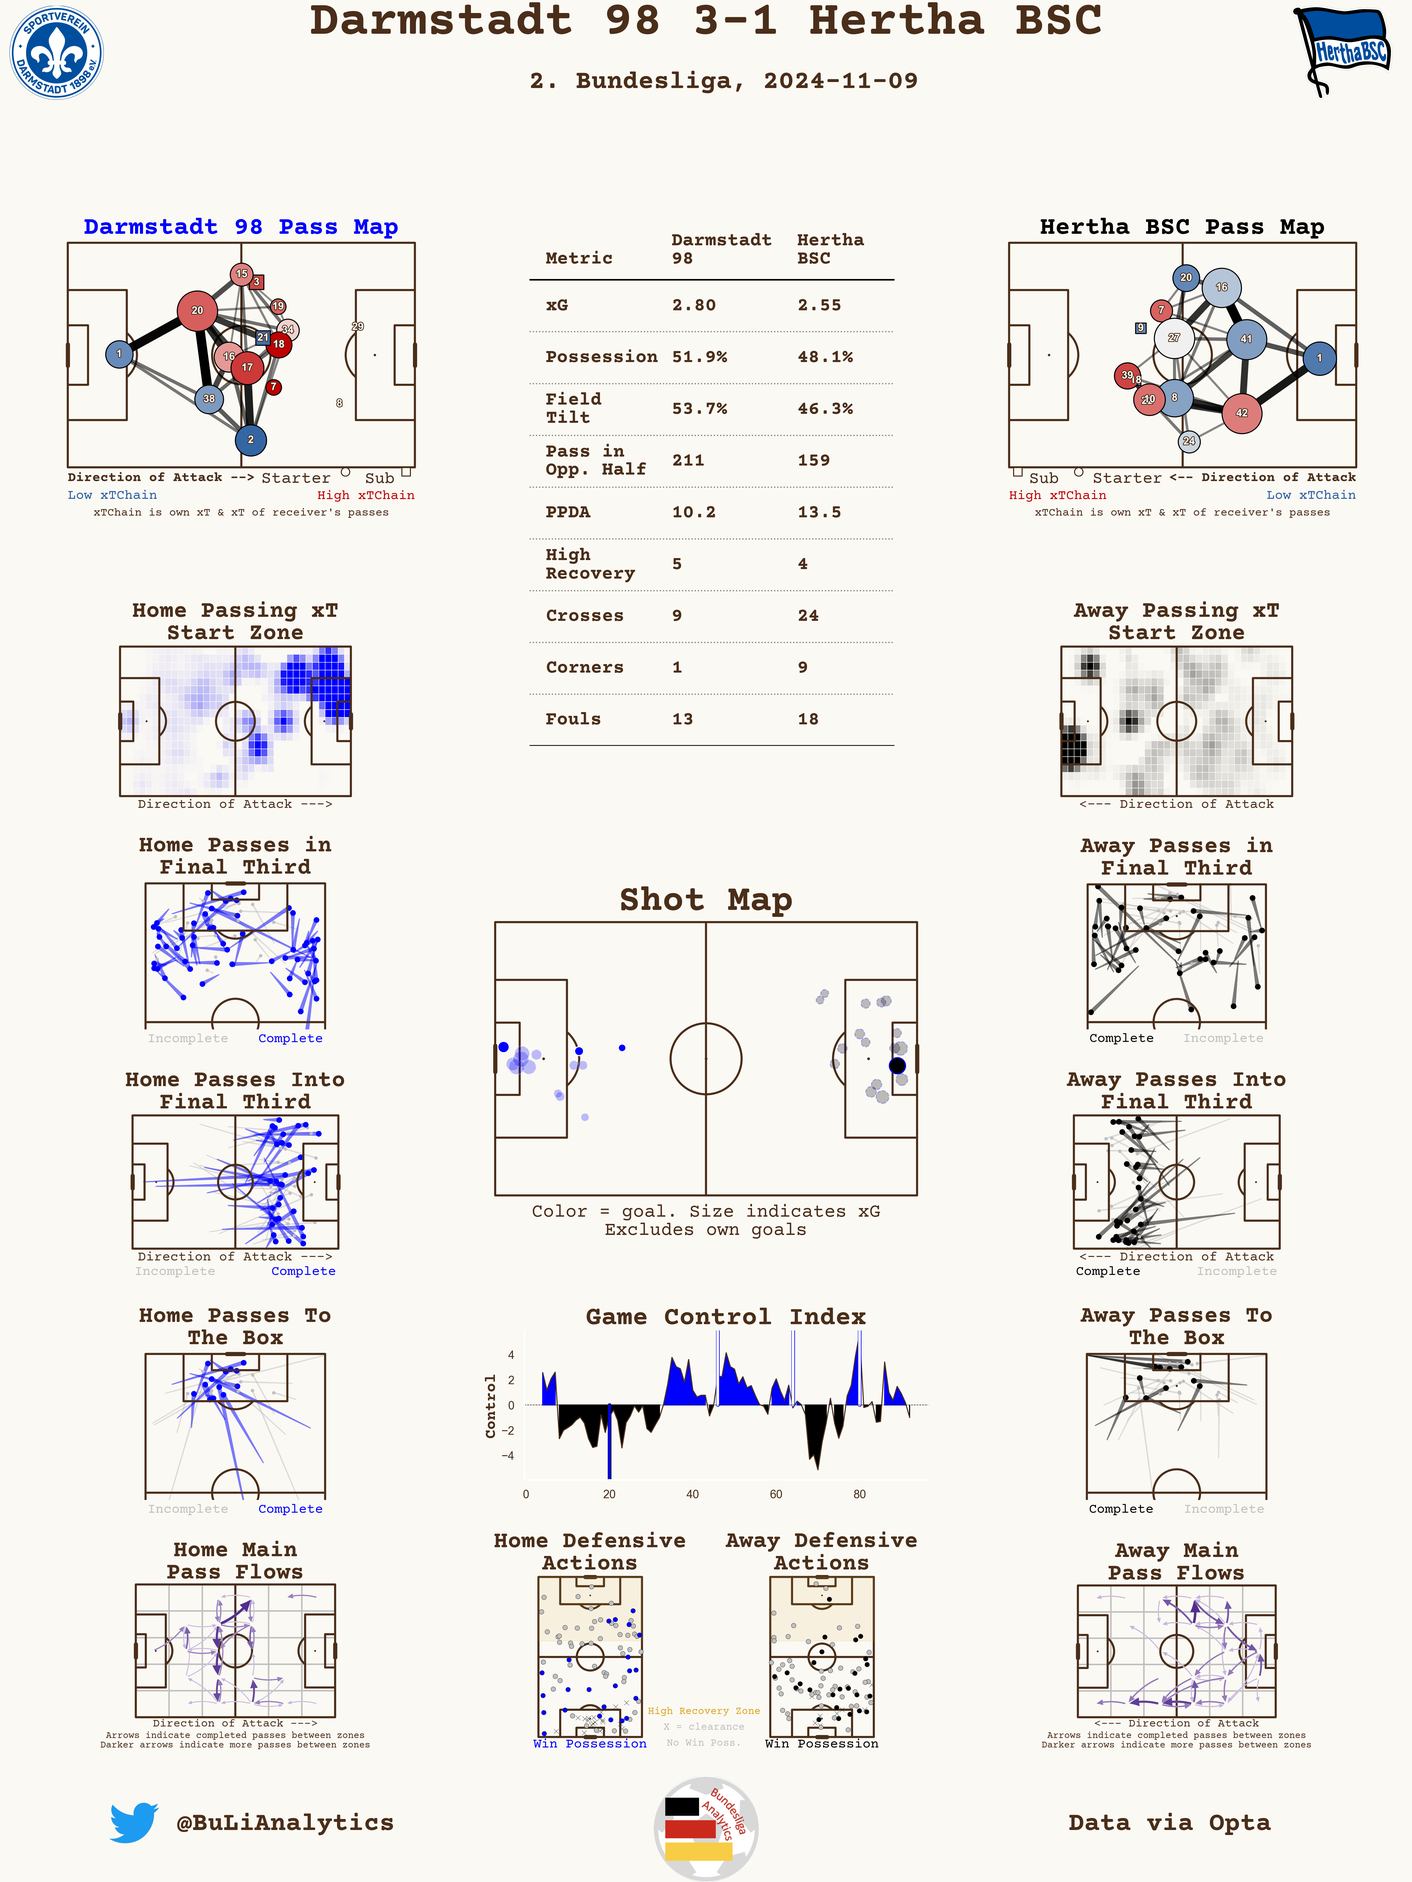 Darmstadt 98 3-1 Hertha BSC
2. Bundesliga, 2024-11-09
SPORTVEREIN
DARMSTADT 1898 e.V.
Hertha BSC
Darmstadt 98 Pass Map
15
3
19
20
34
29
21
18
1
16
17
7
38
8
2
Direction of Attack --> Starter Sub
Low xTChain High xTChain
xTChain is own xT & xT of receiver's passes
Metric Darmstadt 98 Hertha BSC
xG 2.80 2.55
Possession 51.9% 48.1%
Field Tilt 53.7% 46.3%
Pass in Opp. Half 211 159
PPDA 10.2 13.5
High Recovery 5 4
Crosses 9 24
Corners 1 9
Fouls 13 18
Hertha BSC Pass Map
20
16
7
9
27
41
1
39
18
10
8
42
24
Sub Starter <-- Direction of Attack
High xTChain Low xTChain
xTChain is own xT & xT of receiver's passes
Home Passing xT
Start Zone
Direction of Attack --->
Away Passing xT
Start Zone
<--- Direction of Attack
Home Passes in
Final Third
Incomplete Complete
Shot Map
Color = goal. Size indicates xG
Excludes own goals
Away Passes in
Final Third
Complete Incomplete
Home Passes Into
Final Third
Direction of Attack --->
Incomplete Complete
Away Passes Into
Final Third
<--- Direction of Attack
Complete Incomplete
Home Passes To
The Box
Incomplete Complete
Game Control Index
Control
4
2
0
−2
−4
0 20 40 60 80
Away Passes To
The Box
Complete Incomplete
Home Main
Pass Flows
Direction of Attack --->
Arrows indicate completed passes between zones
Darker arrows indicate more passes between zones
Home Defensive
Actions
Win Possession
High Recovery Zone
X = clearance
No Win Poss.
Away Defensive
Actions
Win Possession
Away Main
Pass Flows
<--- Direction of Attack
Arrows indicate completed passes between zones
Darker arrows indicate more passes between zones
@BuLiAnalytics
Bundesliga
Analytics
Data via Opta